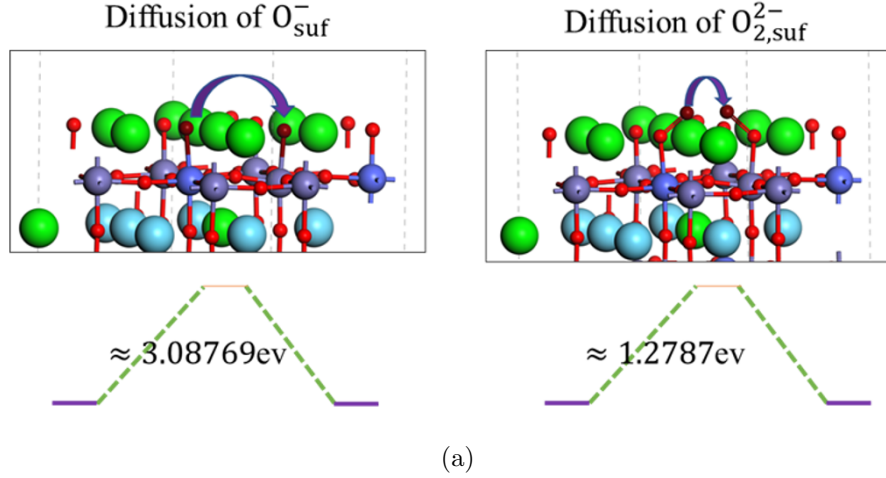 Diffusion of O⁻suf
Diffusion of O²⁻2,suf
≈ 3.08769ev
≈ 1.2787ev
(a)